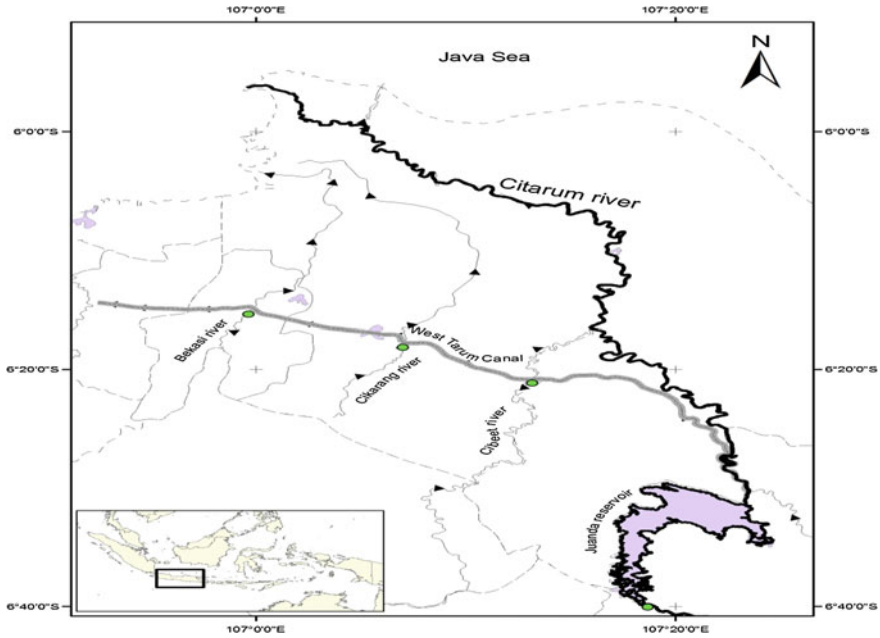 107°0'0"E
107°20'0"E
Java Sea
N
6°0'0"S
6°0'0"S
Citarum river
Bekasi river
West Tarum Canal
Cikarang river
6°20'0"S
6°20'0"S
Cibeel river
Juanda reservoir
6°40'0"S
6°40'0"S
107°0'0"E
107°20'0"E